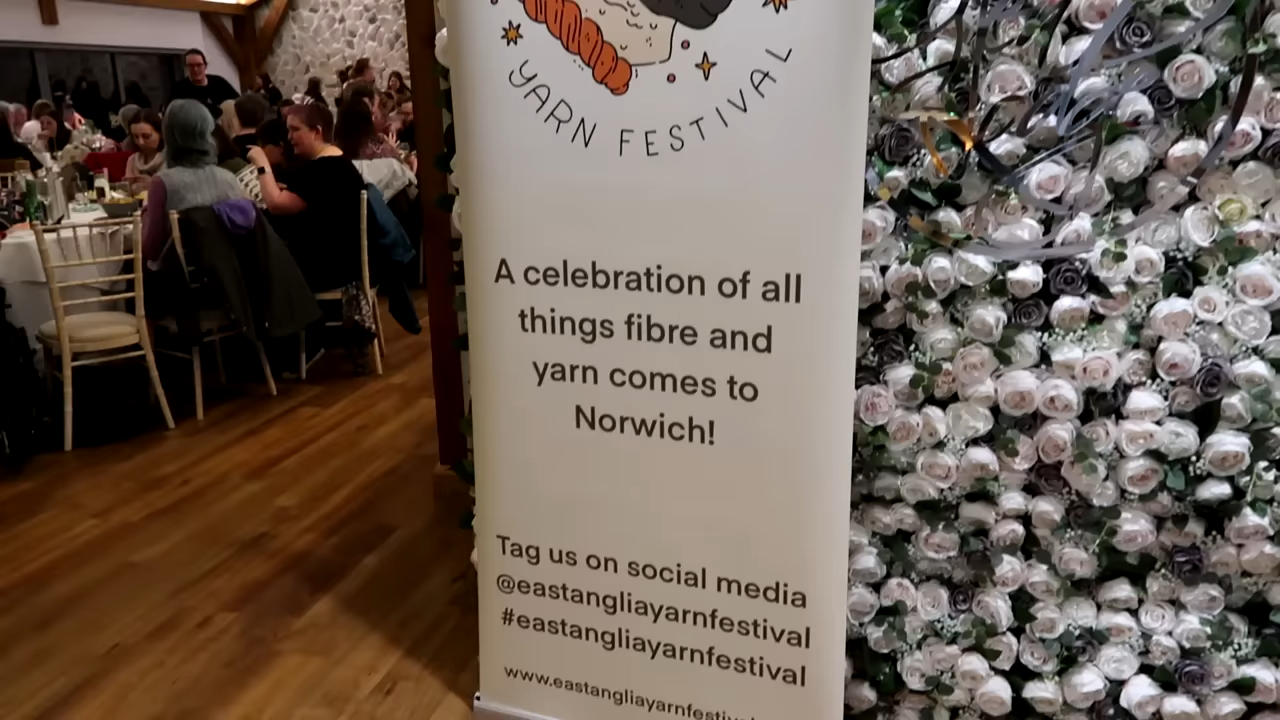 YARN FESTIVAL
A celebration of all
things fibre and
yarn comes to
Norwich!
Tag us on social media
@eastangliayarnfestival
#eastangliayarnfestival